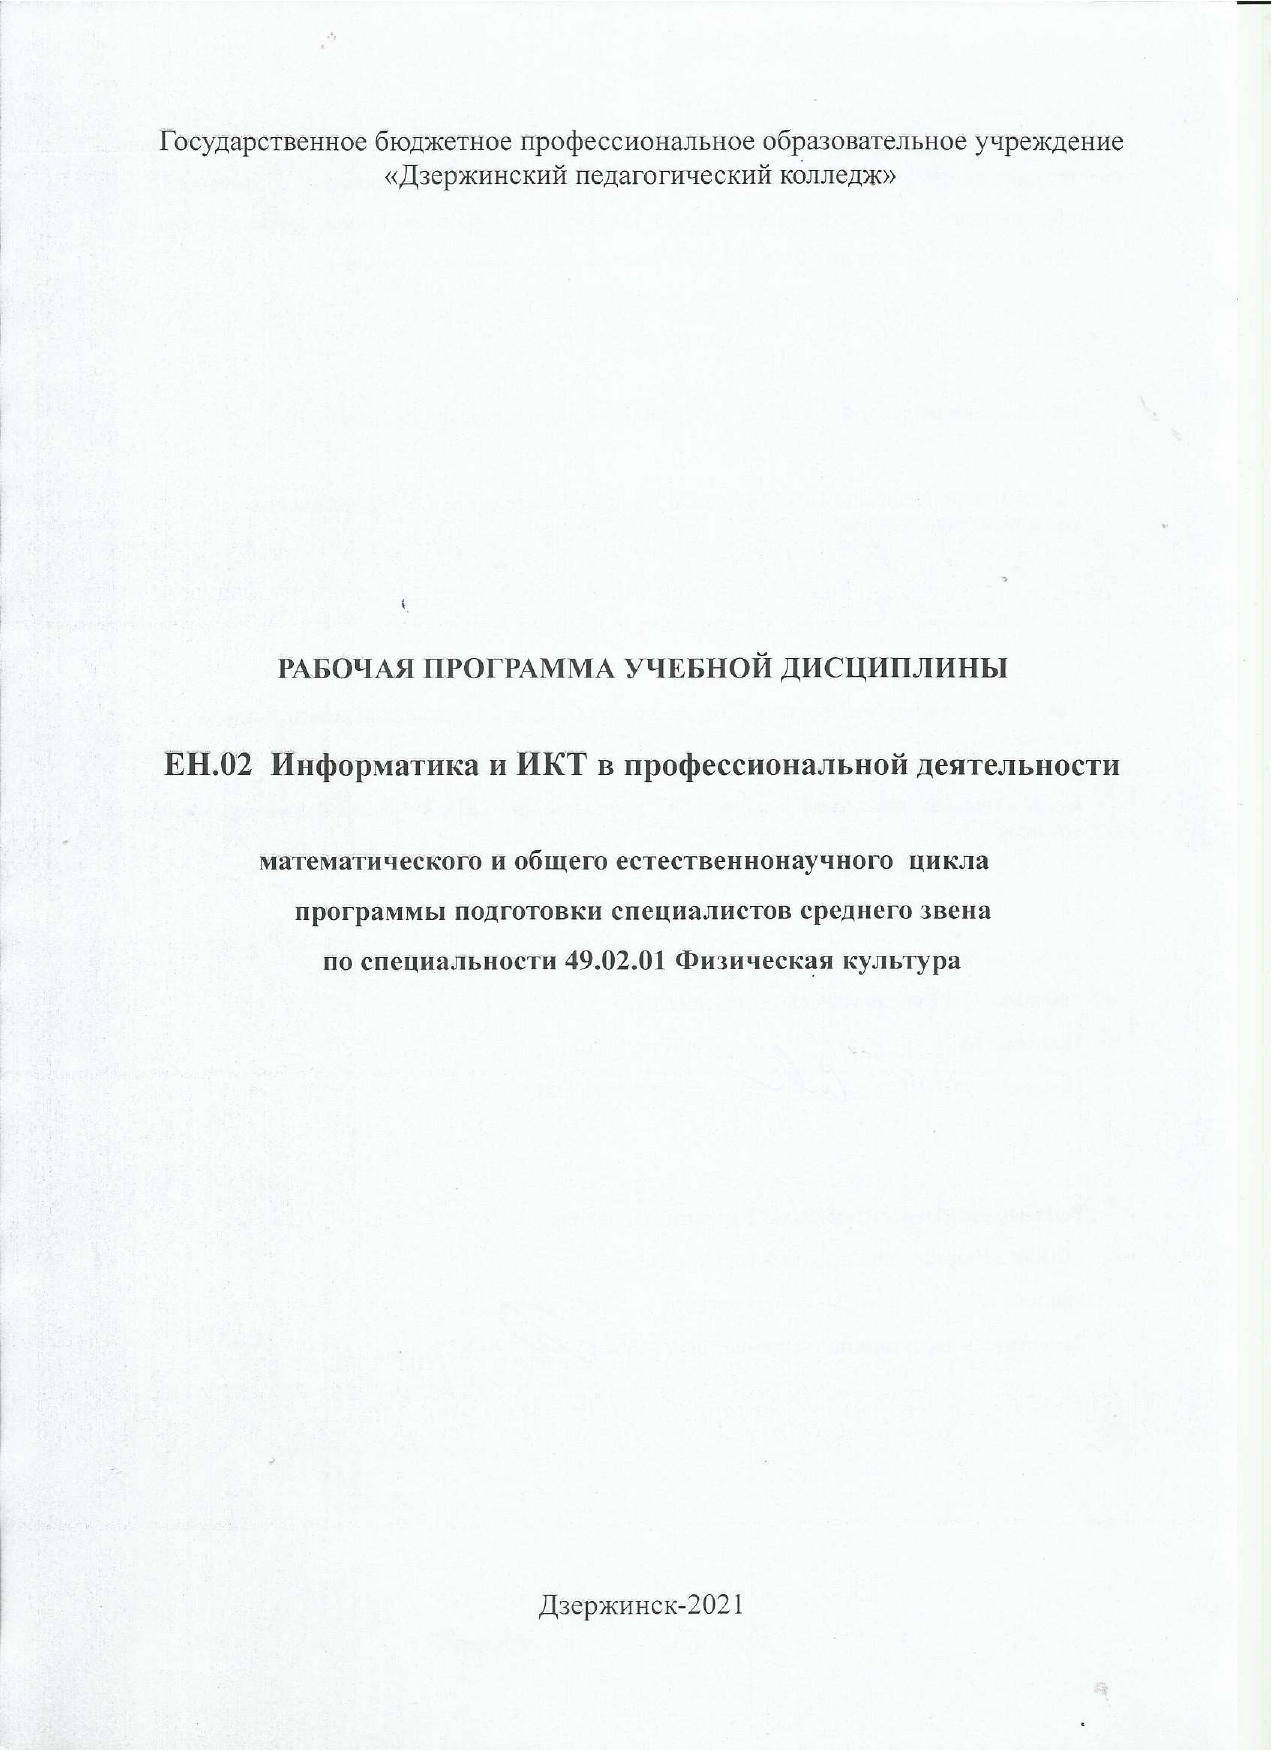 Государственное бюджетное профессиональное образовательное учреждение
«Дзержинский педагогический колледж»
РАБОЧАЯ ПРОГРАММА УЧЕБНОЙ ДИСЦИПЛИНЫ
ЕН.02 Информатика и ИКТ в профессиональной деятельности
математического и общего естественнонаучного цикла
программы подготовки специалистов среднего звена
по специальности 49.02.01 Физическая культура
Дзержинск-2021